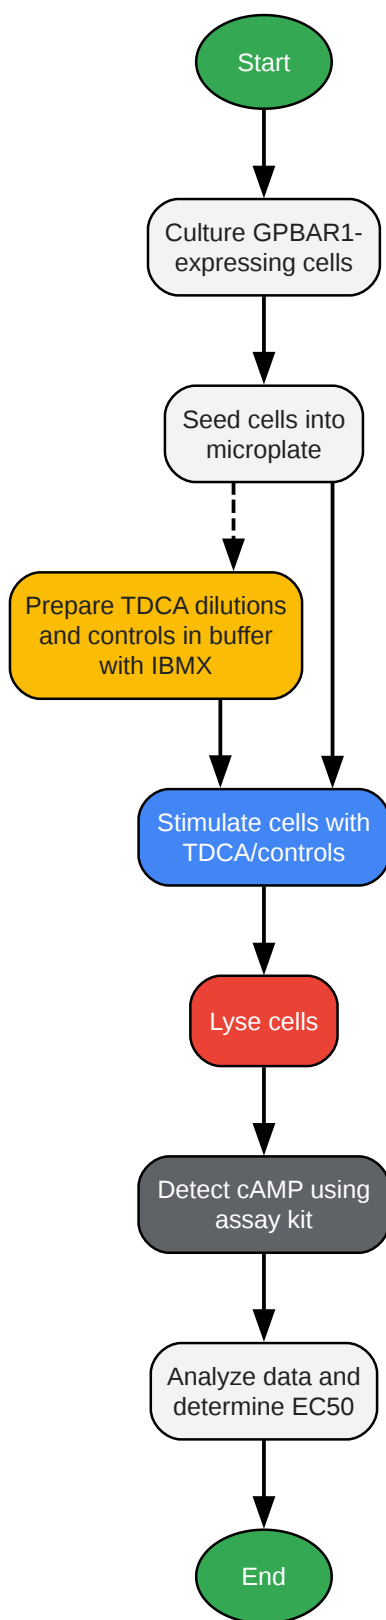 Start
Culture GPBAR1-
expressing cells
Seed cells into
microplate
Prepare TDCA dilutions
and controls in buffer
with IBMX
Stimulate cells with
TDCA/controls
Lyse cells
Detect cAMP using
assay kit
Analyze data and
determine EC50
End